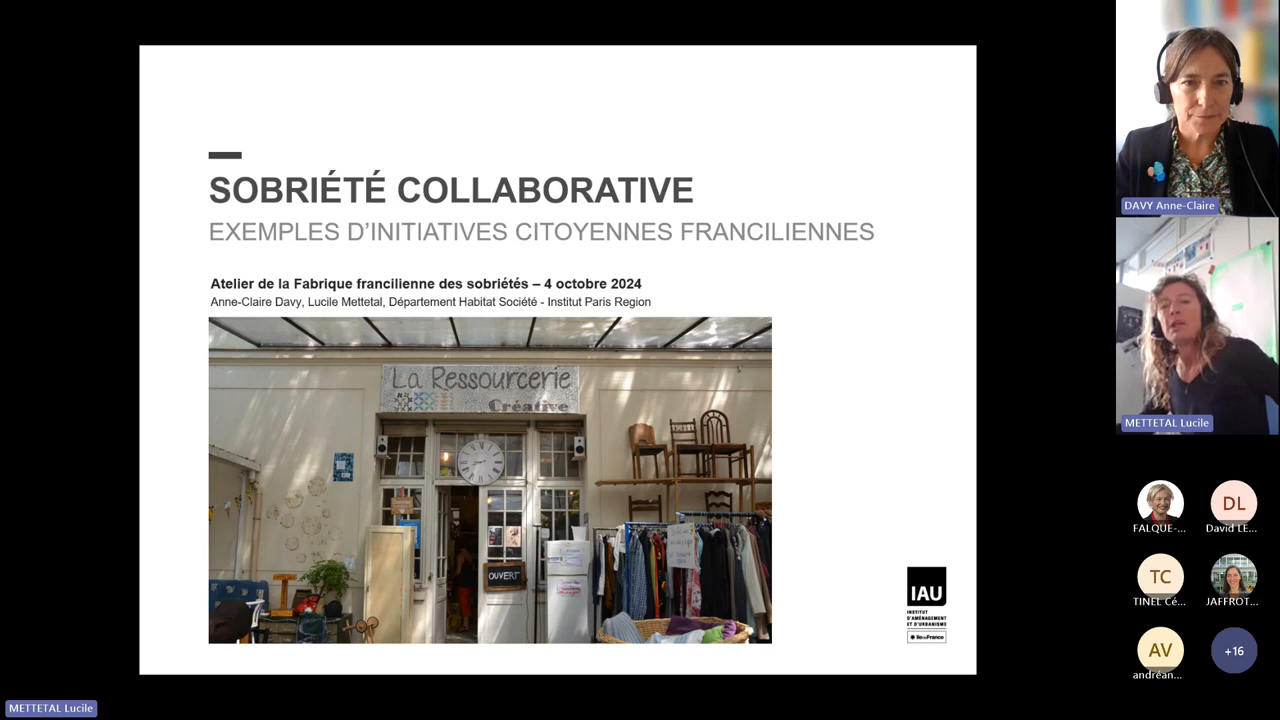 SOBRIÉTÉ COLLABORATIVE
EXEMPLES D'INITIATIVES CITOYENNES FRANCILIENNES
Atelier de la Fabrique francilienne des sobriétés – 4 octobre 2024
Anne-Claire Davy, Lucile Mettetal, Département Habitat Société - Institut Paris Region
La Ressourcerie
Créative
OUVERT
IAU
INSTITUT
D'AMÉNAGEMENT
ET D'URBANISME
île de France
DAVY Anne-Claire
METTETAL Lucile
FALQUE-...
DL
David LE...
TC
TINEL Cé...
JAFFROT...
AV
andréan...
+16
METTETAL Lucile